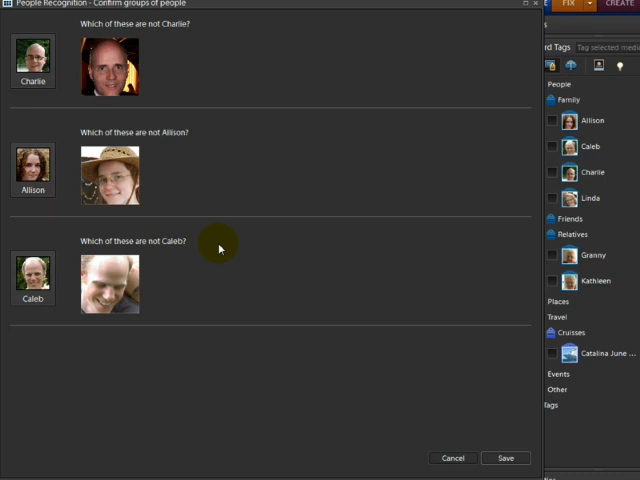 People Recognition - Confirm groups of people
FIX
CREATE
Which of these are not Charlie?
Charlie
Which of these are not Allison?
Allison
Which of these are not Caleb?
Caleb
Cancel
Save
rd Tags
Tag selected media
People
Family
Allison
Caleb
Charlie
Linda
Friends
Relatives
Granny
Kathleen
Places
Travel
Cruisses
Catalina June ...
Events
Other
Tags